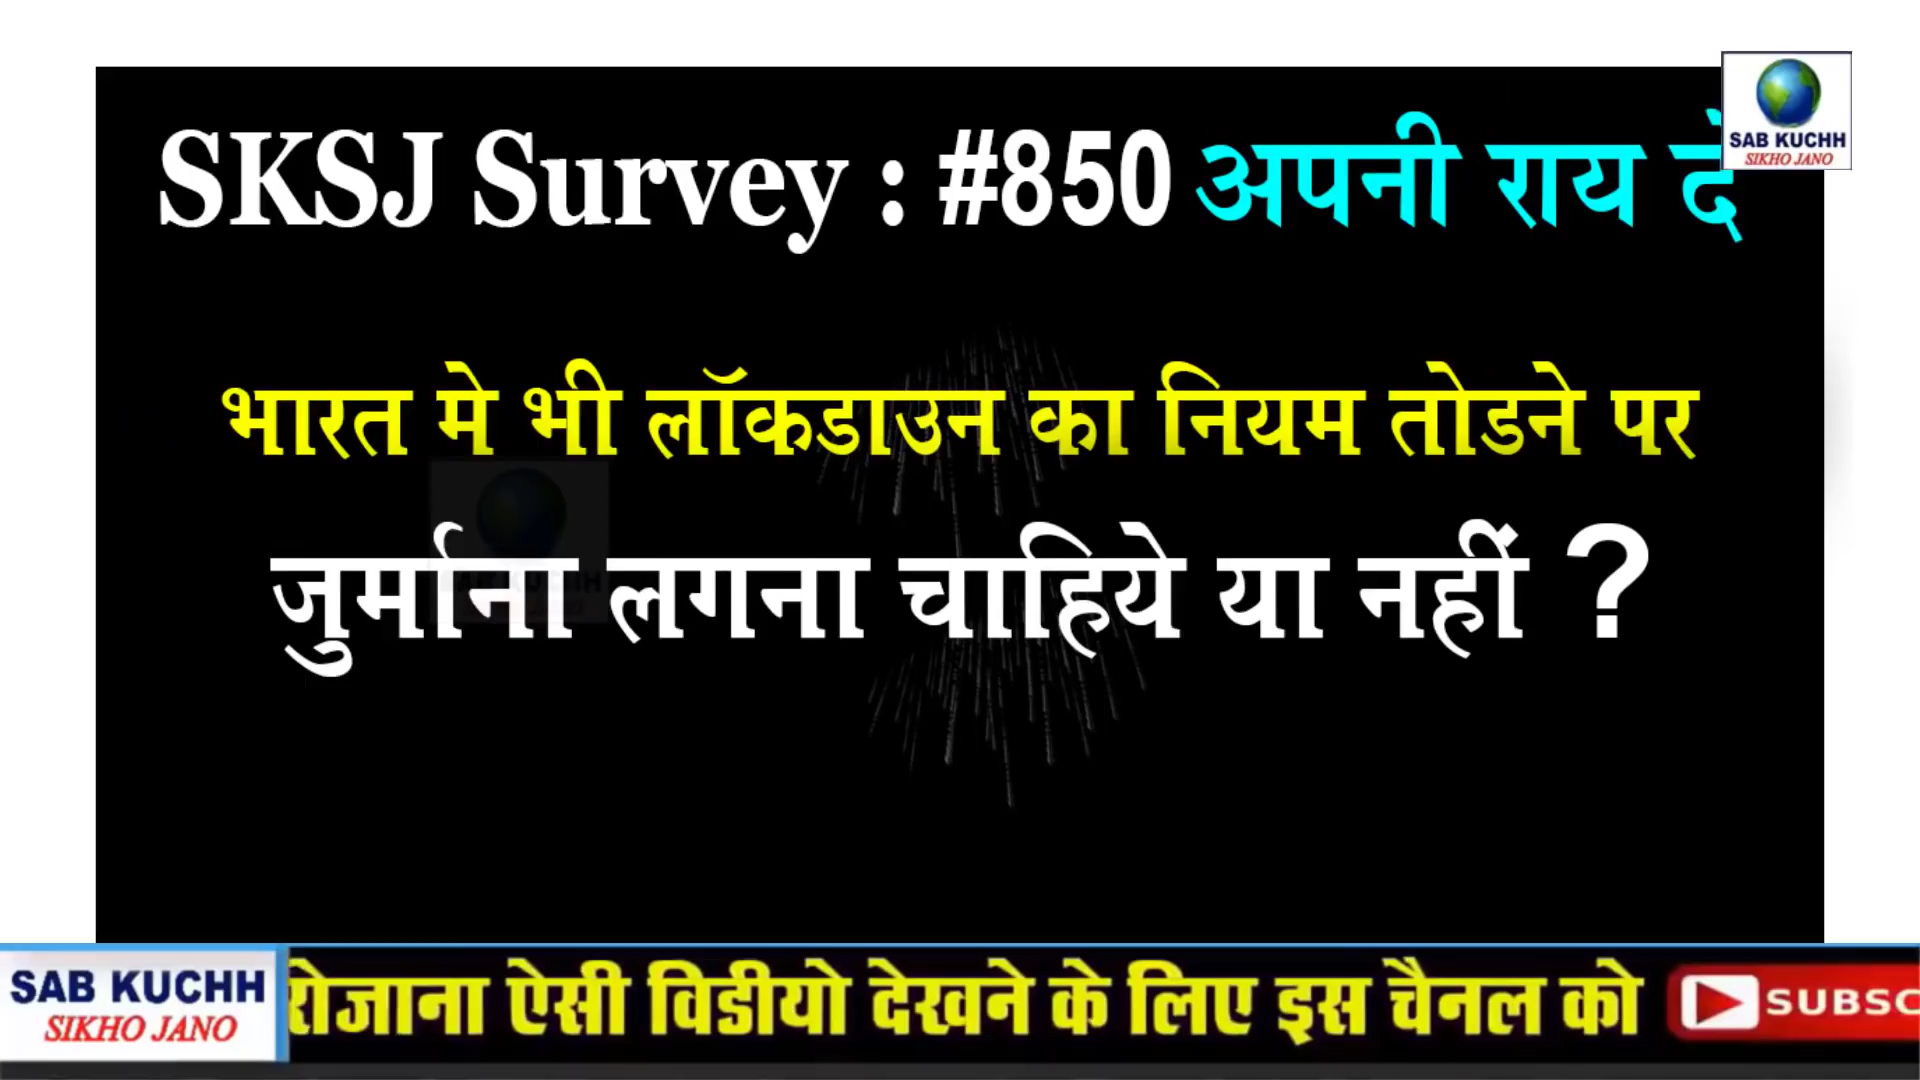 SKSJ Survey : #850 अपनी राय दें
SAB KUCHH
SIKHO JANO
भारत मे भी लॉकडाउन का नियम तोडने पर
जुर्माना लगना चाहिये या नहीं ?
SAB KUCHH
SIKHO JANO
रोजाना ऐसी विडीयो देखने के लिए इस चैनल को
SUBSC